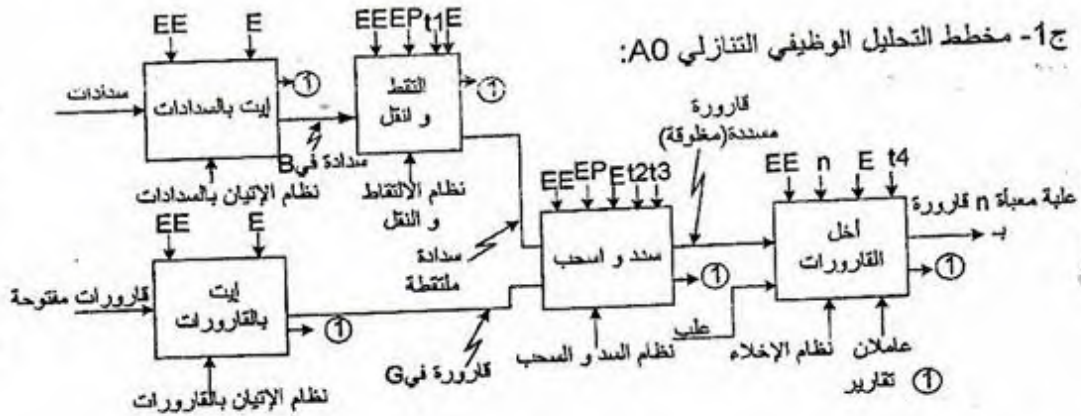 ج1- مخطط التحليل الوظيفي التنازلي A0:
EE E
EE EP t1 E
سدادات
إيت بالسدادات
①
سدادة في B
نظام الإتيان بالسدادات
التقط
و انقل
①
نظام الإلتقاط
و النقل
سدادة
ملتقطة
EE E
قارورات مفتوحة
إيت
بالقارورات
①
قارورة في G
نظام الإتيان بالقارورات
EE EP E t2 t3
سدد و اسحب
①
نظام السد و السحب
قارورة
مسددة (مغلوقة)
علب
EE n E t4
أخل
القارورات
①
علبة معبأة n قارورة
بـ
نظام الإخلاء
عاملان
① تقارير